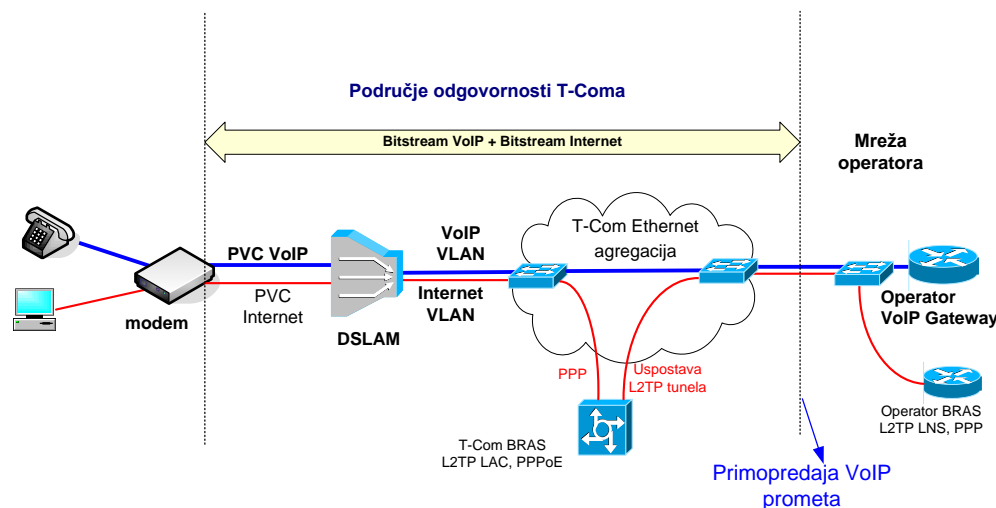 Područje odgovornosti T-Coma
Bitstream VoIP + Bitstream Internet
Mreža
operatora
T-Com Ethernet
agregacija
PVC VoIP
VoIP
VLAN
PVC
Internet
Internet
VLAN
modem
DSLAM
Operator
VoIP Gateway
PPP
Uspostava
L2TP tunela
T-Com BRAS
L2TP LAC, PPPoE
Operator BRAS
L2TP LNS, PPP
Primopredaja VoIP
prometa